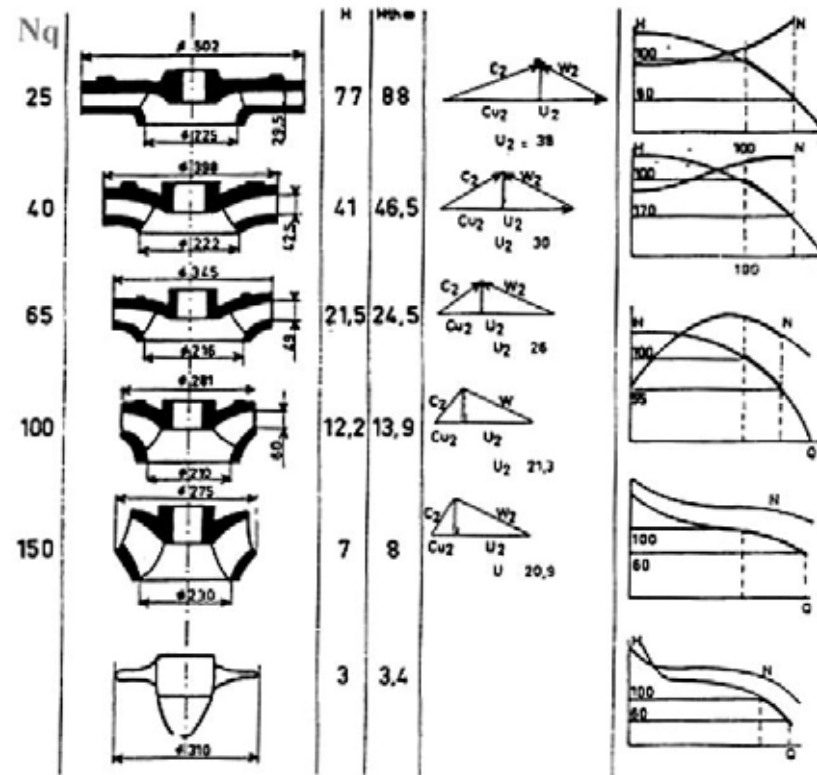 Nq H Hth∞
ø 502
25 77 88
C2 W2
Cu2 U2
U2 = 38
29,5
ø 225
H N
100
90
ø 398
40 41 46,5
C2 W2
Cu2 U2
U2 30
42,5
ø 222
100
H N
100
170
100
ø 345
65 21,5 24,5
C2 W2
Cu2 U2
U2 26
49
ø 216
H N
100
55
Q
ø 281
100 12,2 13,9
C2 W
Cu2 U2
U2 21,3
60
ø 210
ø 275
150 7 8
C2 W2
Cu2 U2
U 20,9
ø 230
N
100
60
Q
3 3,4
ø 310
H N
100
60
Q